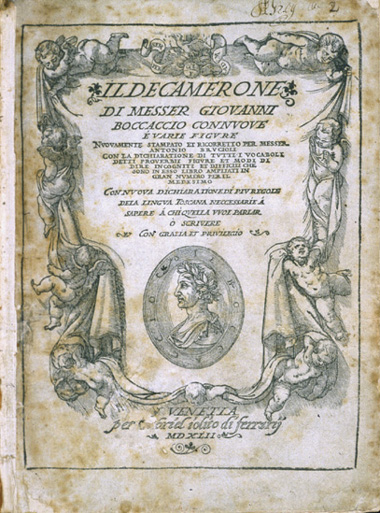 2
IL DECAMERONE
DI MESSER GIOVANNI
BOCCACCIO CON NUOVE
E VARIE FIGURE
NUOVAMENTE STAMPATO ET RICORRETTO PER MESSER
ANTONIO BRUCIOLI
CON LA DICHIARATIONE DI TUTTI I VOCABOLI
DETTI PROVERBII FIGURE ET MODI DI
DIRE INCOGNITI ET DIFFICILI CHE
SONO IN ESSO LIBRO AMPLIATI IN
GRAN NUMERO PER IL
MEDESIMO
CON NUOVA DICHIARATIONE DI PIU REGOLE
DELA LINGUA TOSCANA NECESSARIE À
SAPERE À CHI QUELLA VUOL PARLAR
Ò SCRIVERE
CON GRATIA ET PRIVILEGIO
VENETIA
per Gabriel iolito di ferrarij
MDXLII